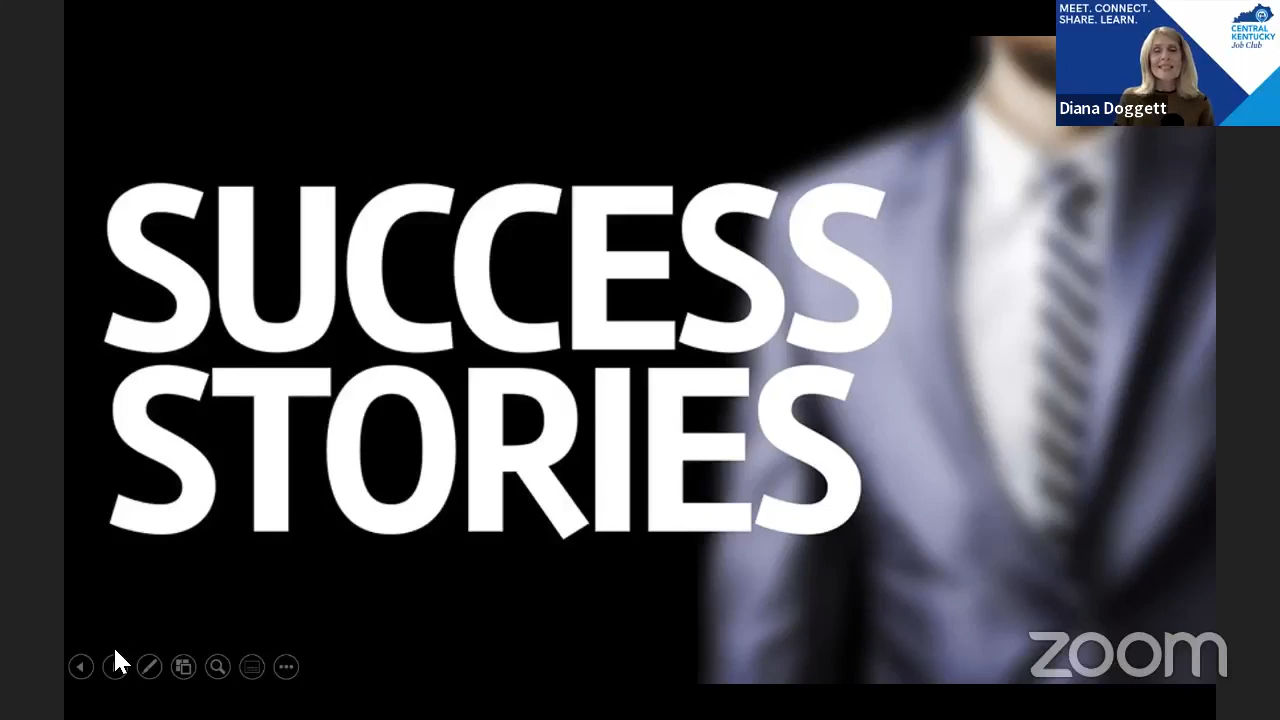 SUCCESS
STORIES
MEET. CONNECT.
SHARE. LEARN.
CENTRAL
KENTUCKY
Job Club
Diana Doggett
zoom